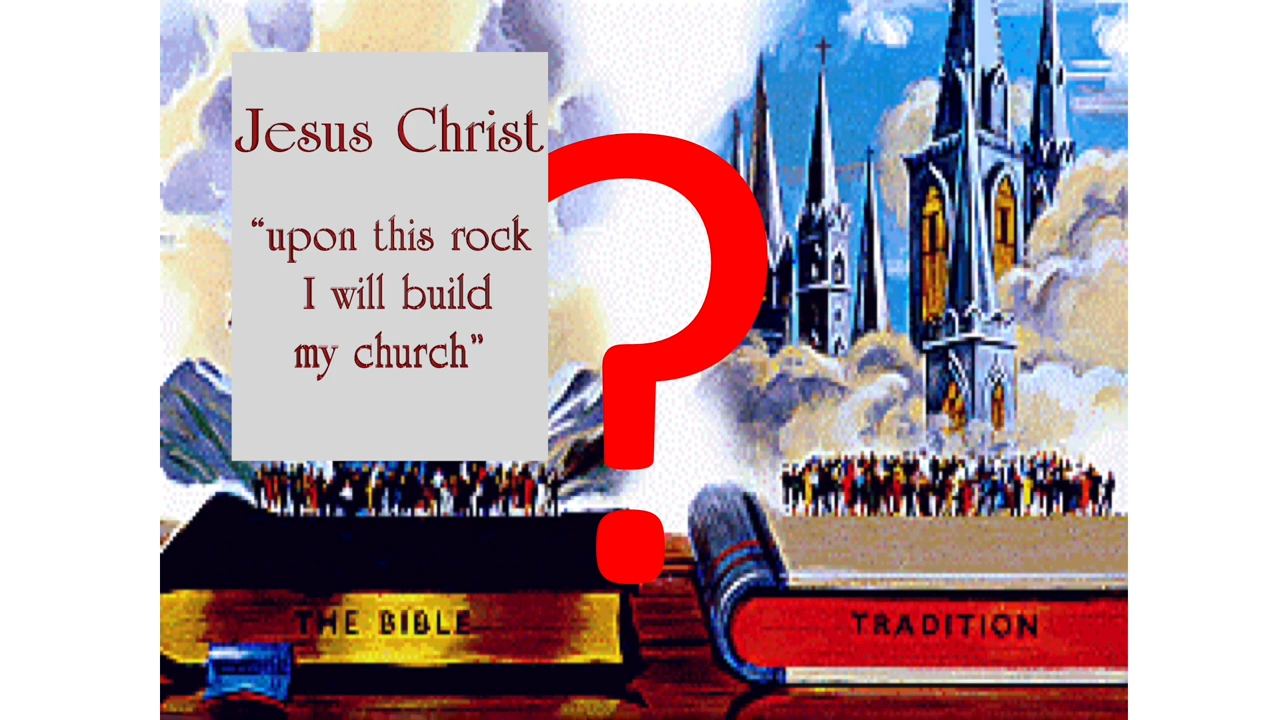 Jesus Christ
“upon this rock
I will build
my church”
?
THE BIBLE
TRADITION